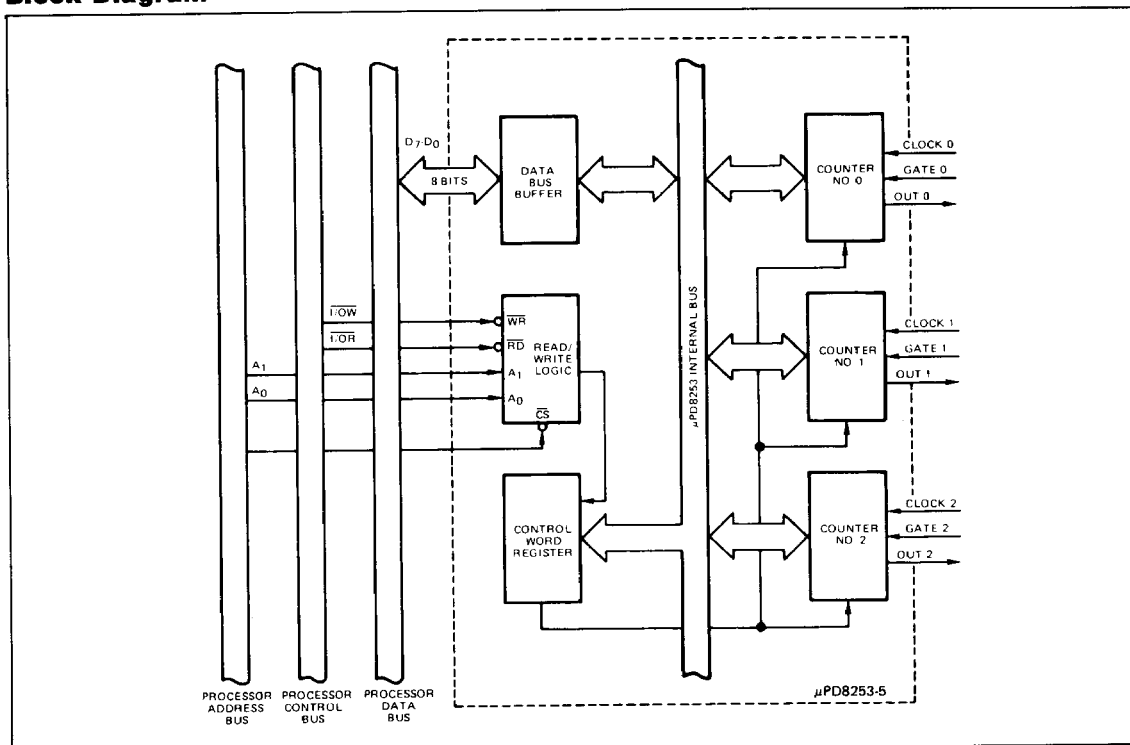 D7-D0
8 BITS
DATA
BUS
BUFFER
COUNTER
NO 0
CLOCK 0
GATE 0
OUT 0
I/OW
I/OR
A1
A0
WR
RD
READ/
WRITE
LOGIC
A1
A0
CS
µPD8253 INTERNAL BUS
COUNTER
NO 1
CLOCK 1
GATE 1
OUT 1
CONTROL
WORD
REGISTER
COUNTER
NO 2
CLOCK 2
GATE 2
OUT 2
PROCESSOR
ADDRESS
BUS
PROCESSOR
CONTROL
BUS
PROCESSOR
DATA
BUS
µPD8253-5